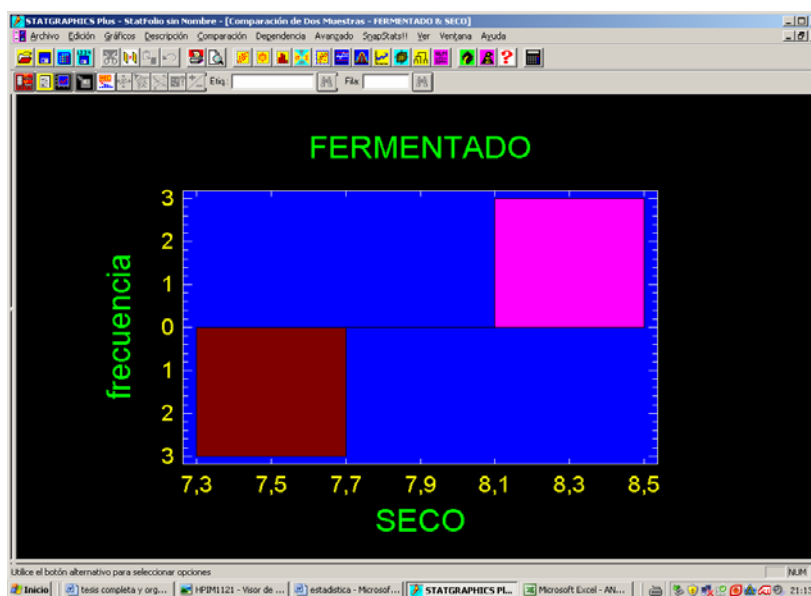 STATGRAPHICS Plus - StatFolio sin Nombre - [Comparación de Dos Muestras - FERMENTADO & SECO]
Archivo Edición Gráficos Descripción Comparación Dependencia Avanzado SnapStats!! Ver Ventana Ayuda
Etiq.: Fila:
FERMENTADO
frecuencia
3
2
1
0
1
2
3
7,3 7,5 7,7 7,9 8,1 8,3 8,5
SECO
Utilice el botón alternativo para seleccionar opciones NUM
Inicio tesis completa y org... HPIM1121 - Visor de ... estadistica - Microsof... STATGRAPHICS Pl... Microsoft Excel - AN...